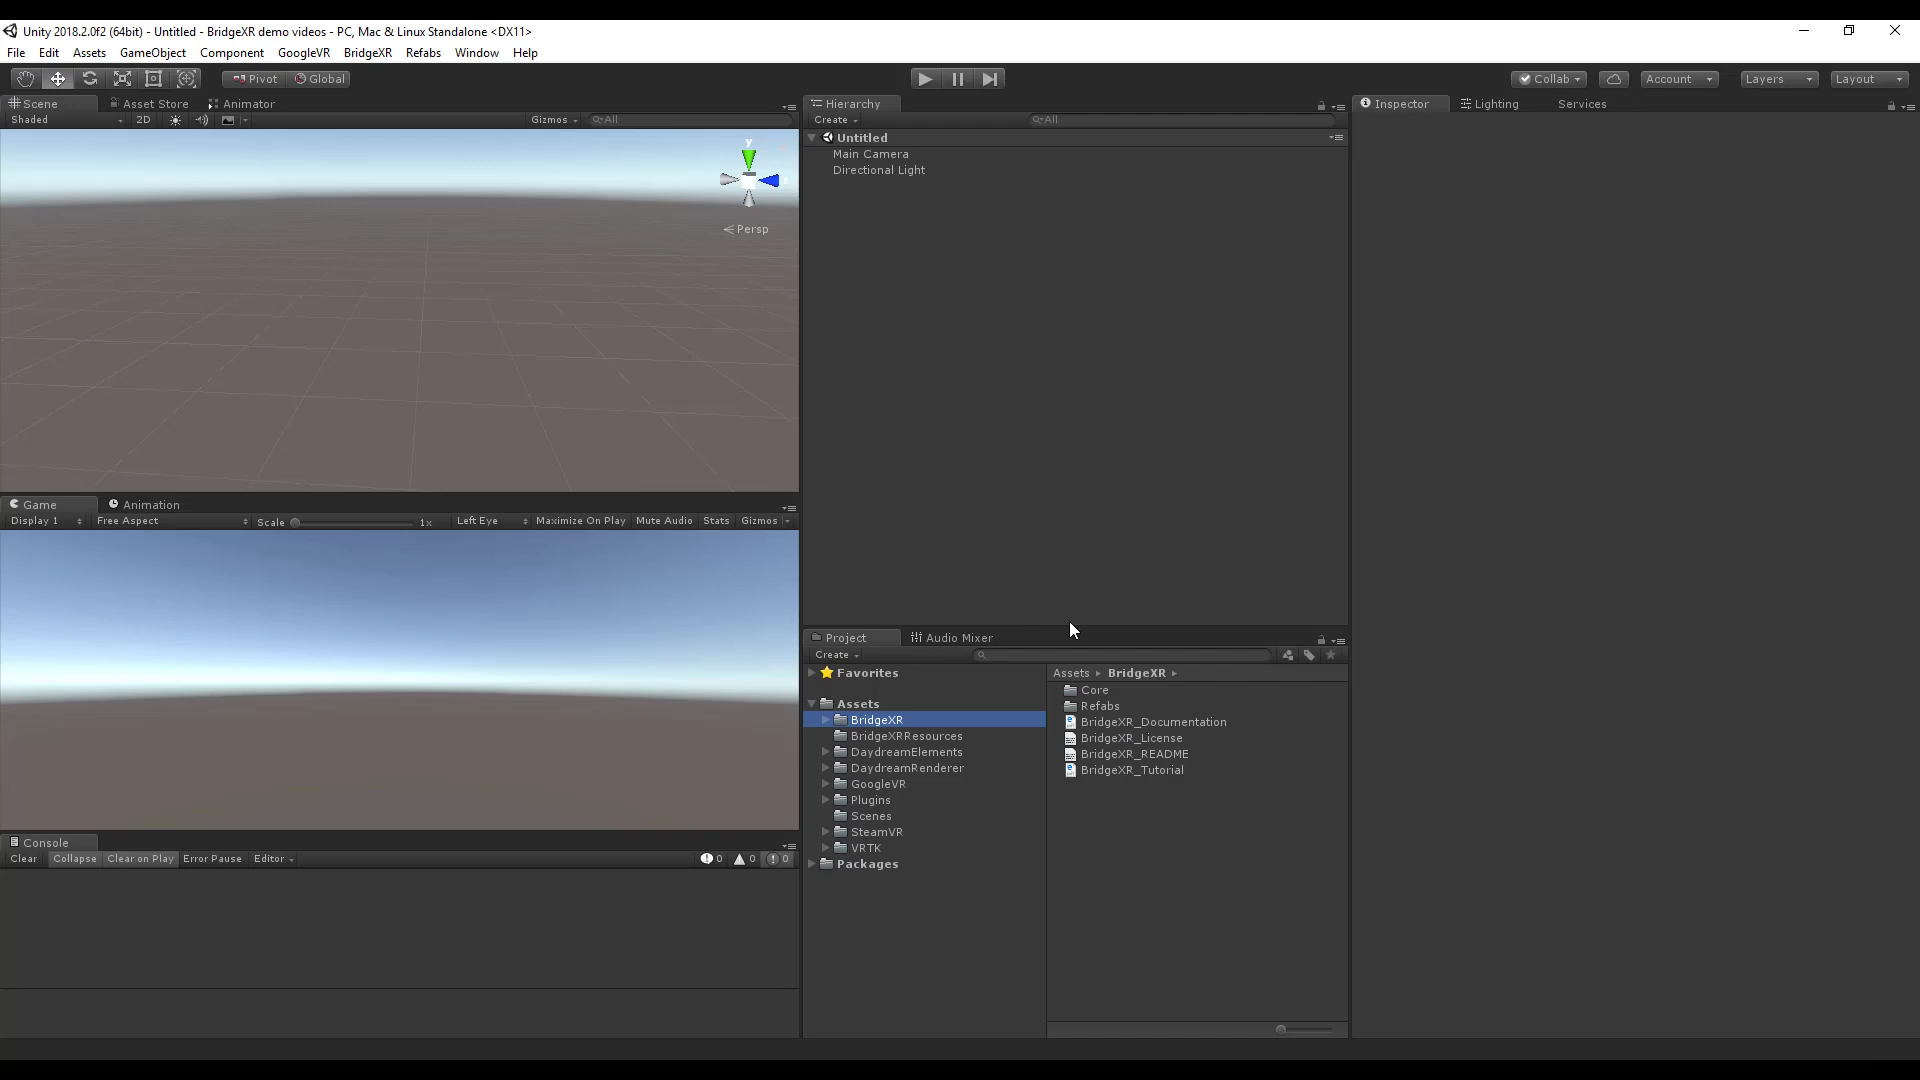 Unity 2018.2.0f2 (64bit) - Untitled - BridgeXR demo videos - PC, Mac & Linux Standalone <DX11>
File Edit Assets GameObject Component GoogleVR BridgeXR Refabs Window Help
Pivot Global Collab Account Layers Layout
Scene Asset Store Animator
Shaded 2D Gizmos All
y
Persp
Game Animation
Display 1 Free Aspect Scale 1x Left Eye Maximize On Play Mute Audio Stats Gizmos
Console
Clear Collapse Clear on Play Error Pause Editor 0 0 0
Hierarchy
Create All
Untitled
Main Camera
Directional Light
Project Audio Mixer
Create
Favorites
Assets
BridgeXR
BridgeXRResources
DaydreamElements
DaydreamRenderer
GoogleVR
Plugins
Scenes
SteamVR
VRTK
Packages
Assets BridgeXR
Core
Refabs
BridgeXR_Documentation
BridgeXR_License
BridgeXR_README
BridgeXR_Tutorial
Inspector Lighting Services